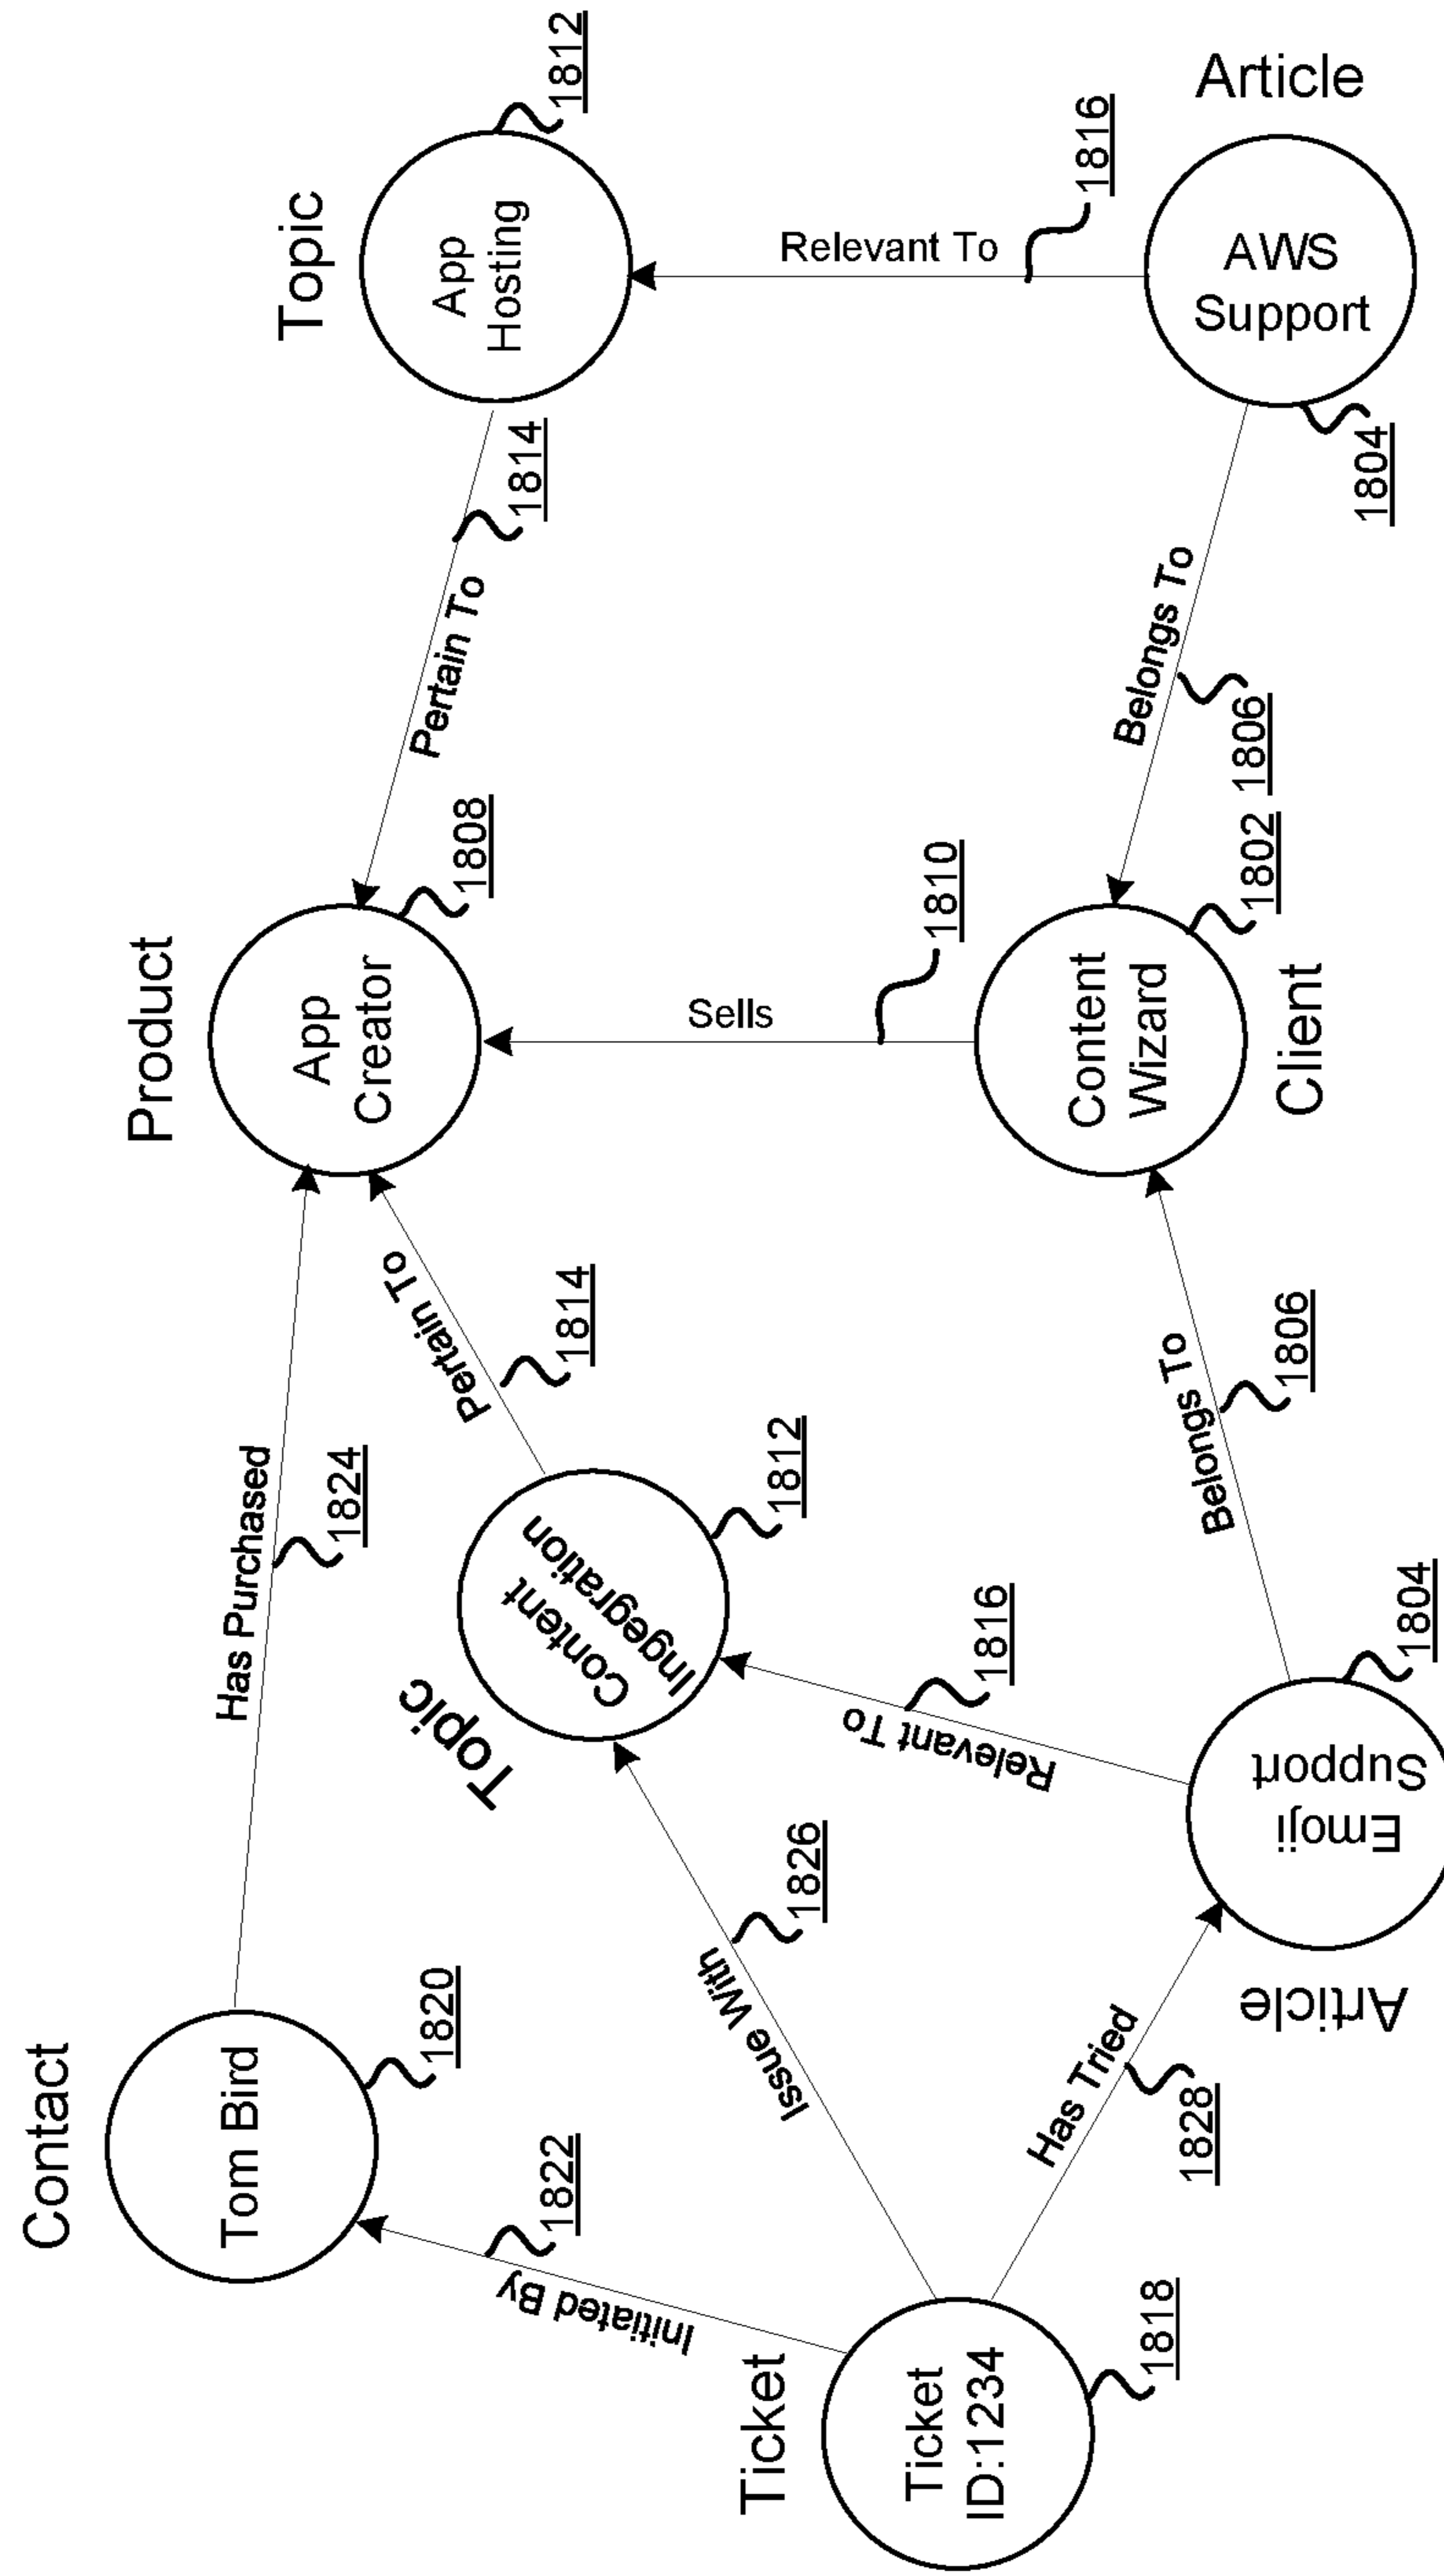 Contact
Tom Bird
1820
Has Purchased
1824
Product
App
Creator
1808
Pertain To
1814
Topic
App
Hosting
1812
Initiated By
1822
Topic
Content
Ingegration
1812
Pertain To
1814
Sells
1810
Relevant To
1816
Ticket
Ticket
ID:1234
1818
Issue With
1826
Has Tried
1828
Relevant To
1816
Article
Emoji
Support
1804
Belongs To
1806
Content
Wizard
1802
Client
Belongs To
1806
AWS
Support
1804
Article